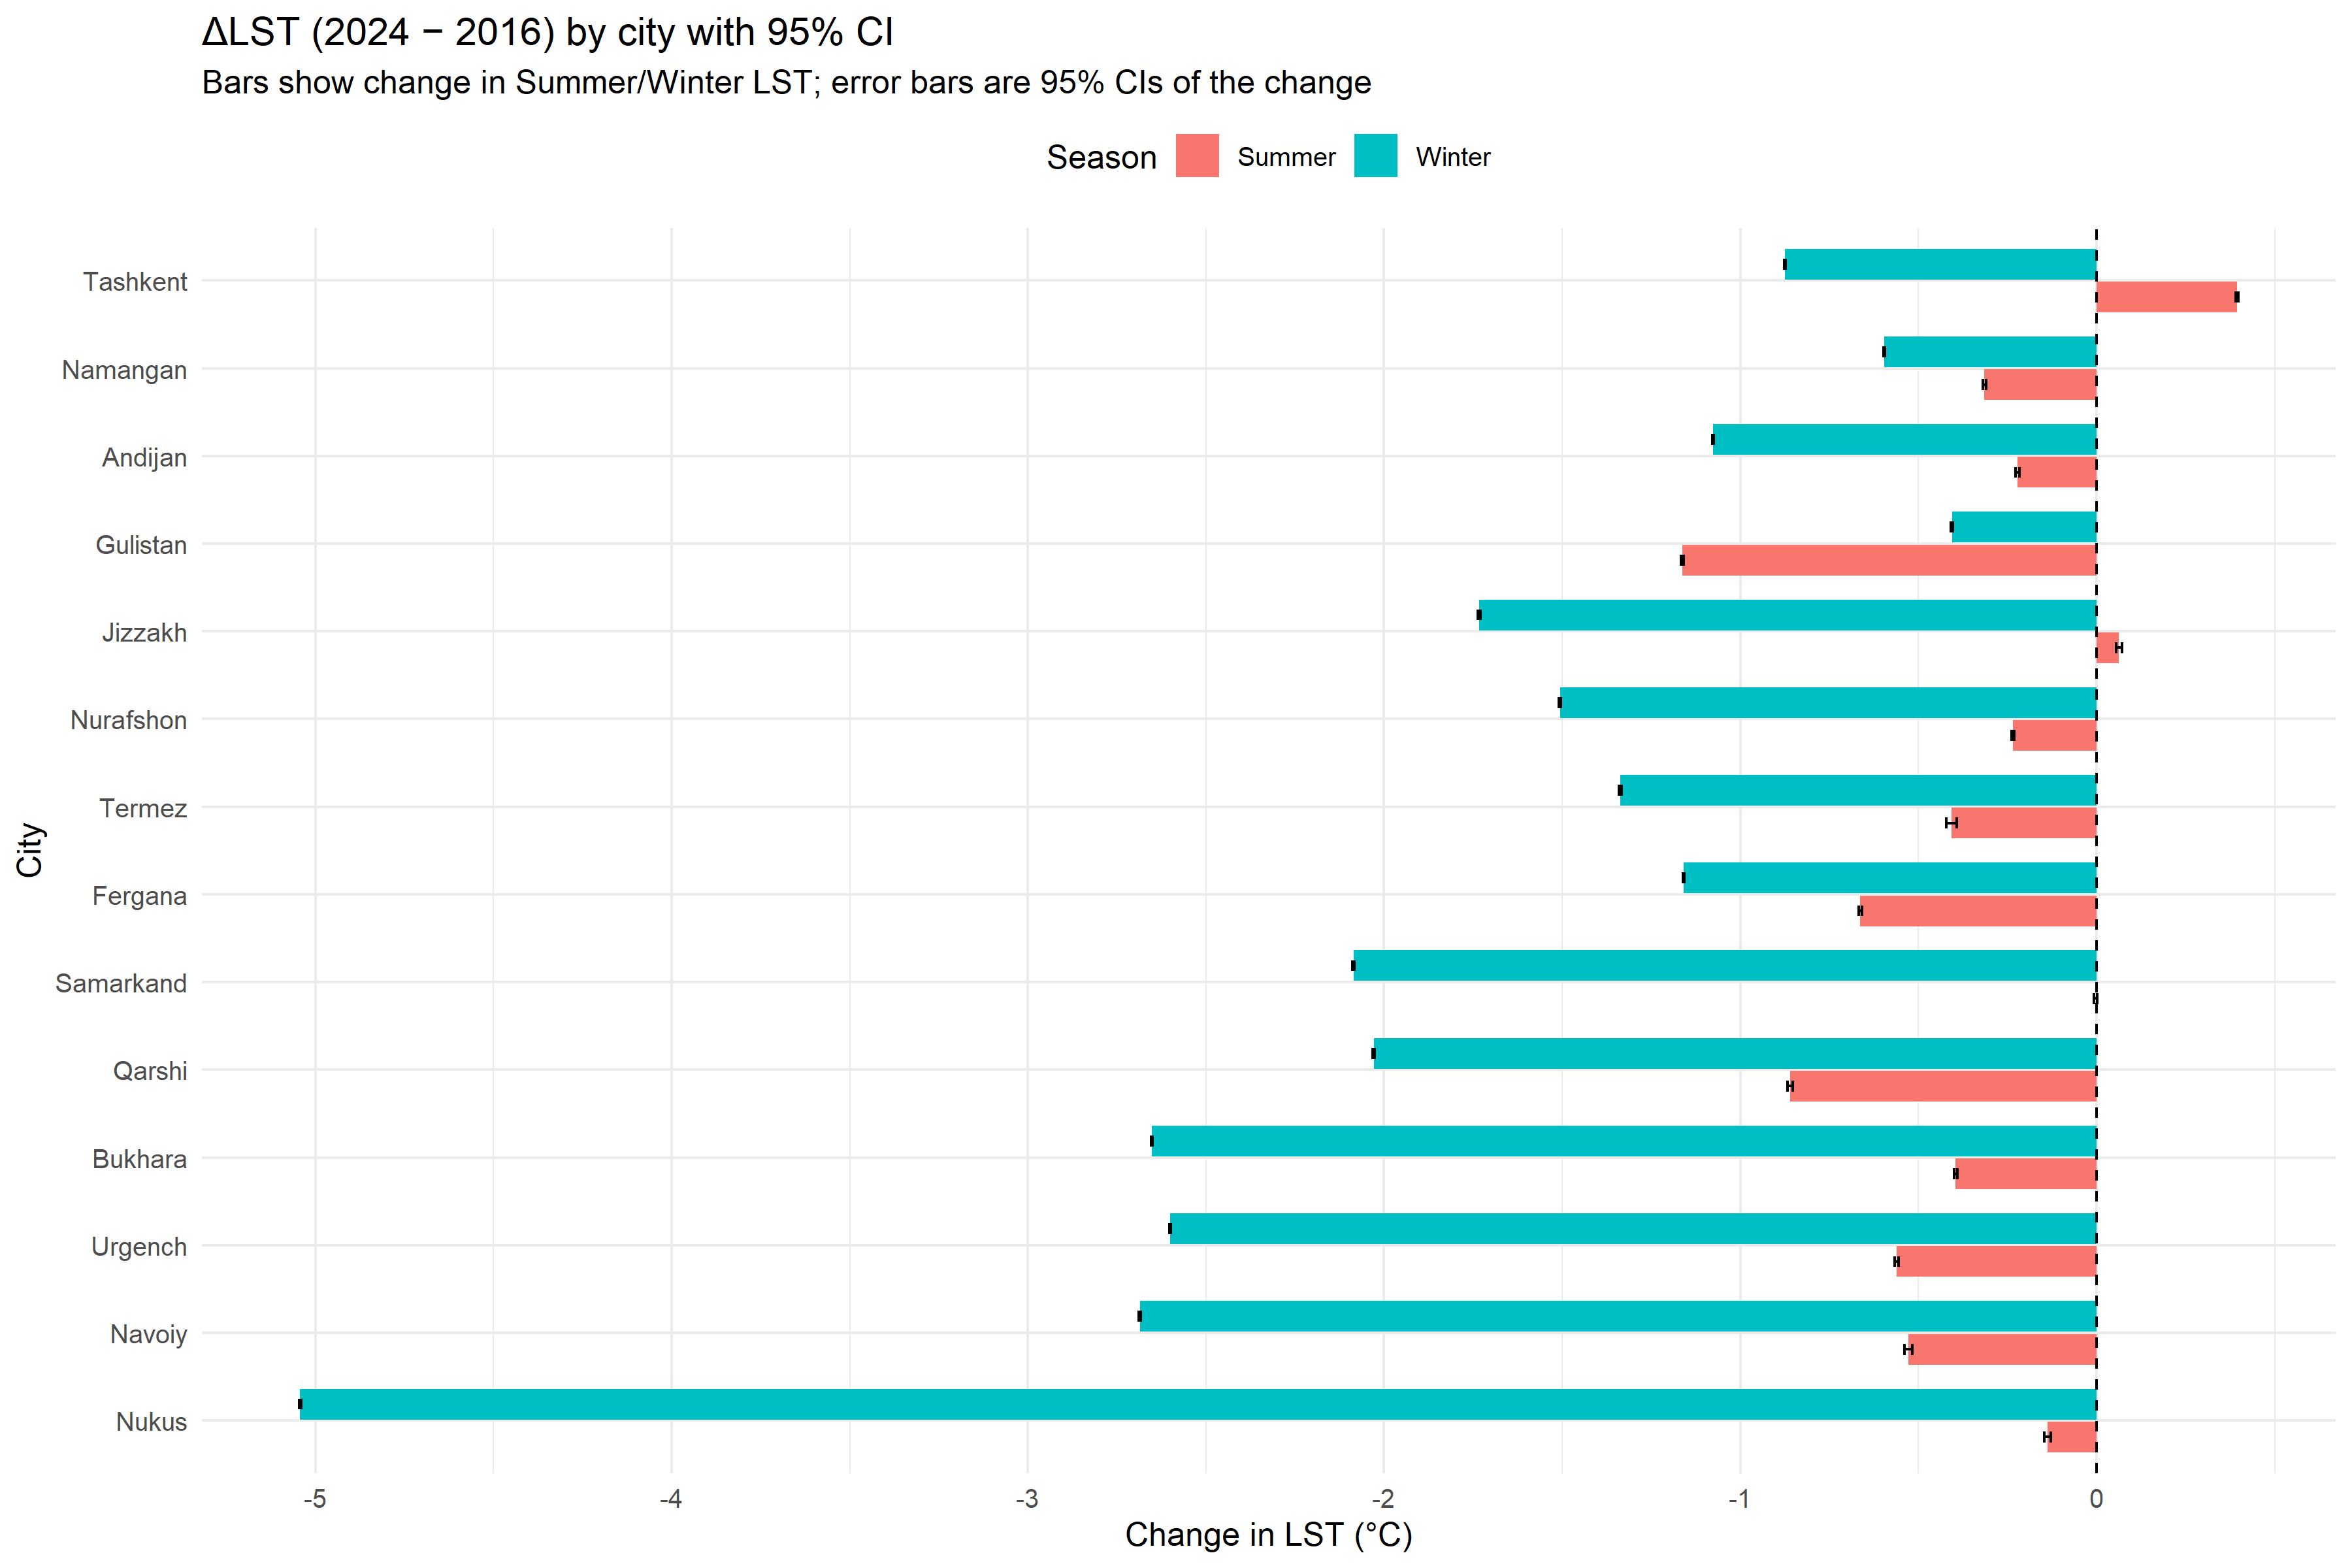 ΔLST (2024 − 2016) by city with 95% CI
Bars show change in Summer/Winter LST; error bars are 95% CIs of the change
Season Summer Winter
Tashkent
Namangan
Andijan
Gulistan
Jizzakh
Nurafshon
Termez
Fergana
Samarkand
Qarshi
Bukhara
Urgench
Navoiy
Nukus
City
-5 -4 -3 -2 -1 0
Change in LST (°C)